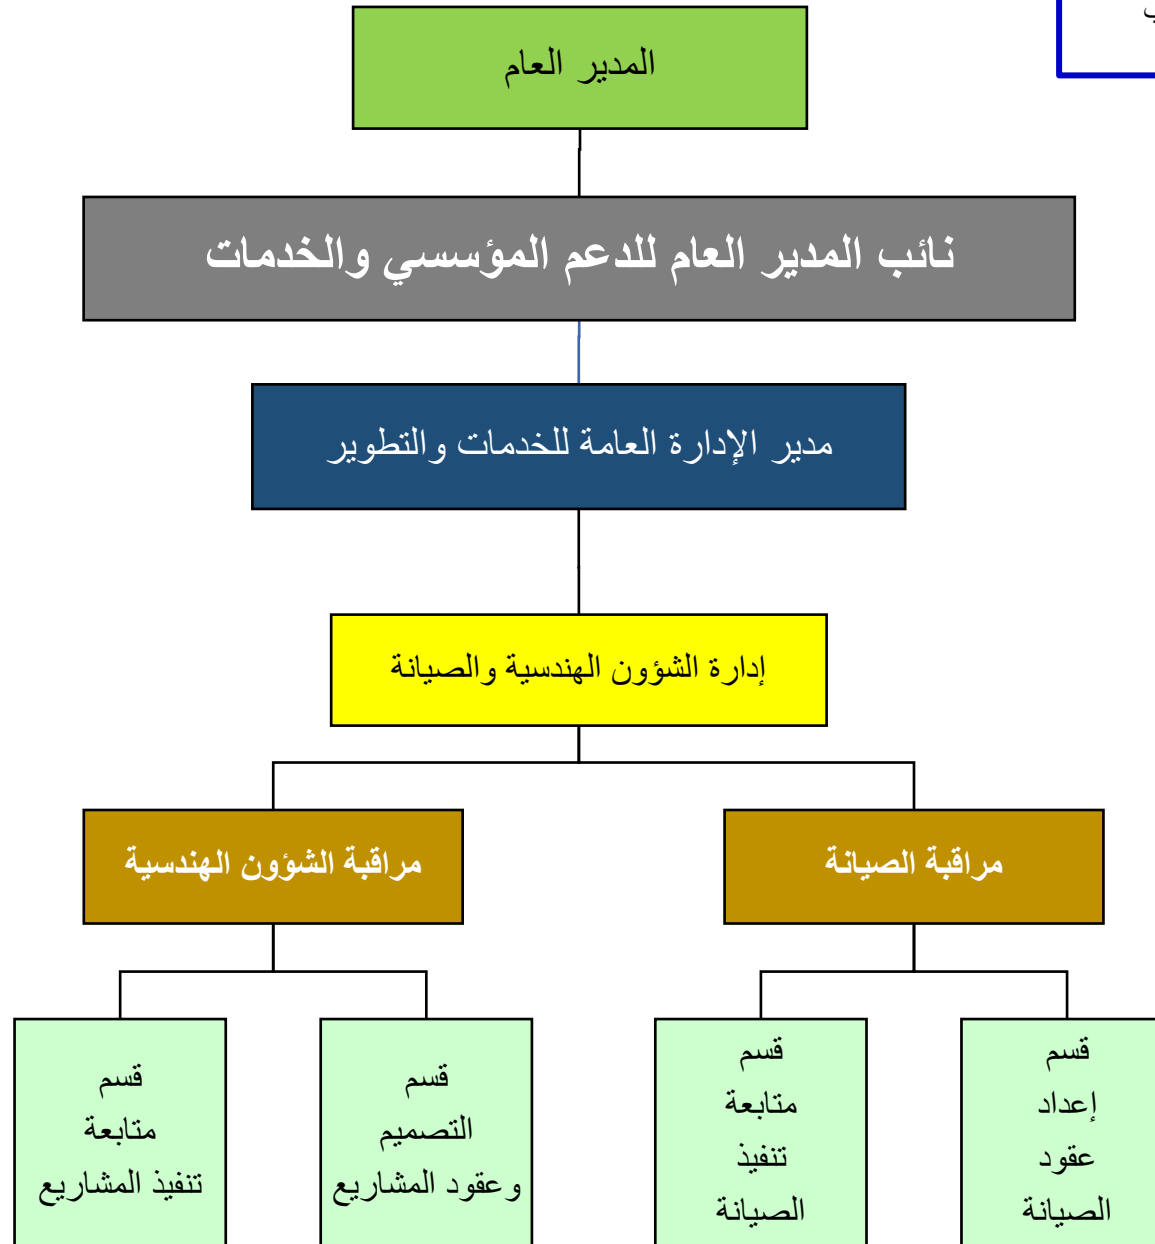 المدير العام
نائب المدير العام للدعم المؤسسي والخدمات
مدير الإدارة العامة للخدمات والتطوير
إدارة الشؤون الهندسية والصيانة
مراقبة الصيانة
مراقبة الشؤون الهندسية
قسم
إعداد
عقود
الصيانة
قسم
متابعة
تنفيذ
الصيانة
قسم
التصميم
وعقود المشاريع
قسم
متابعة
تنفيذ المشاريع